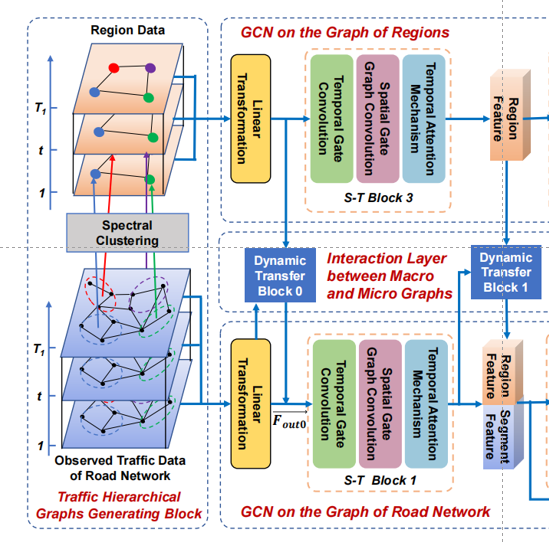 Region Data
T1
t
1
Spectral
Clustering
T1
t
1
Observed Traffic Data
of Road Network
Traffic Hierarchical
Graphs Generating Block
GCN on the Graph of Regions
Linear
Transformation
Temporal Gate
Convolution
Spatial Gate
Graph Convolution
Temporal Attention
Mechanism
S-T Block 3
Region
Feature
Dynamic
Transfer
Block 0
Interaction Layer
between Macro
and Micro Graphs
Dynamic
Transfer
Block 1
Linear
Transformation
Fout0
Temporal Gate
Convolution
Spatial Gate
Graph Convolution
Temporal Attention
Mechanism
S-T Block 1
Region
Feature
Segment
Feature
GCN on the Graph of Road Network